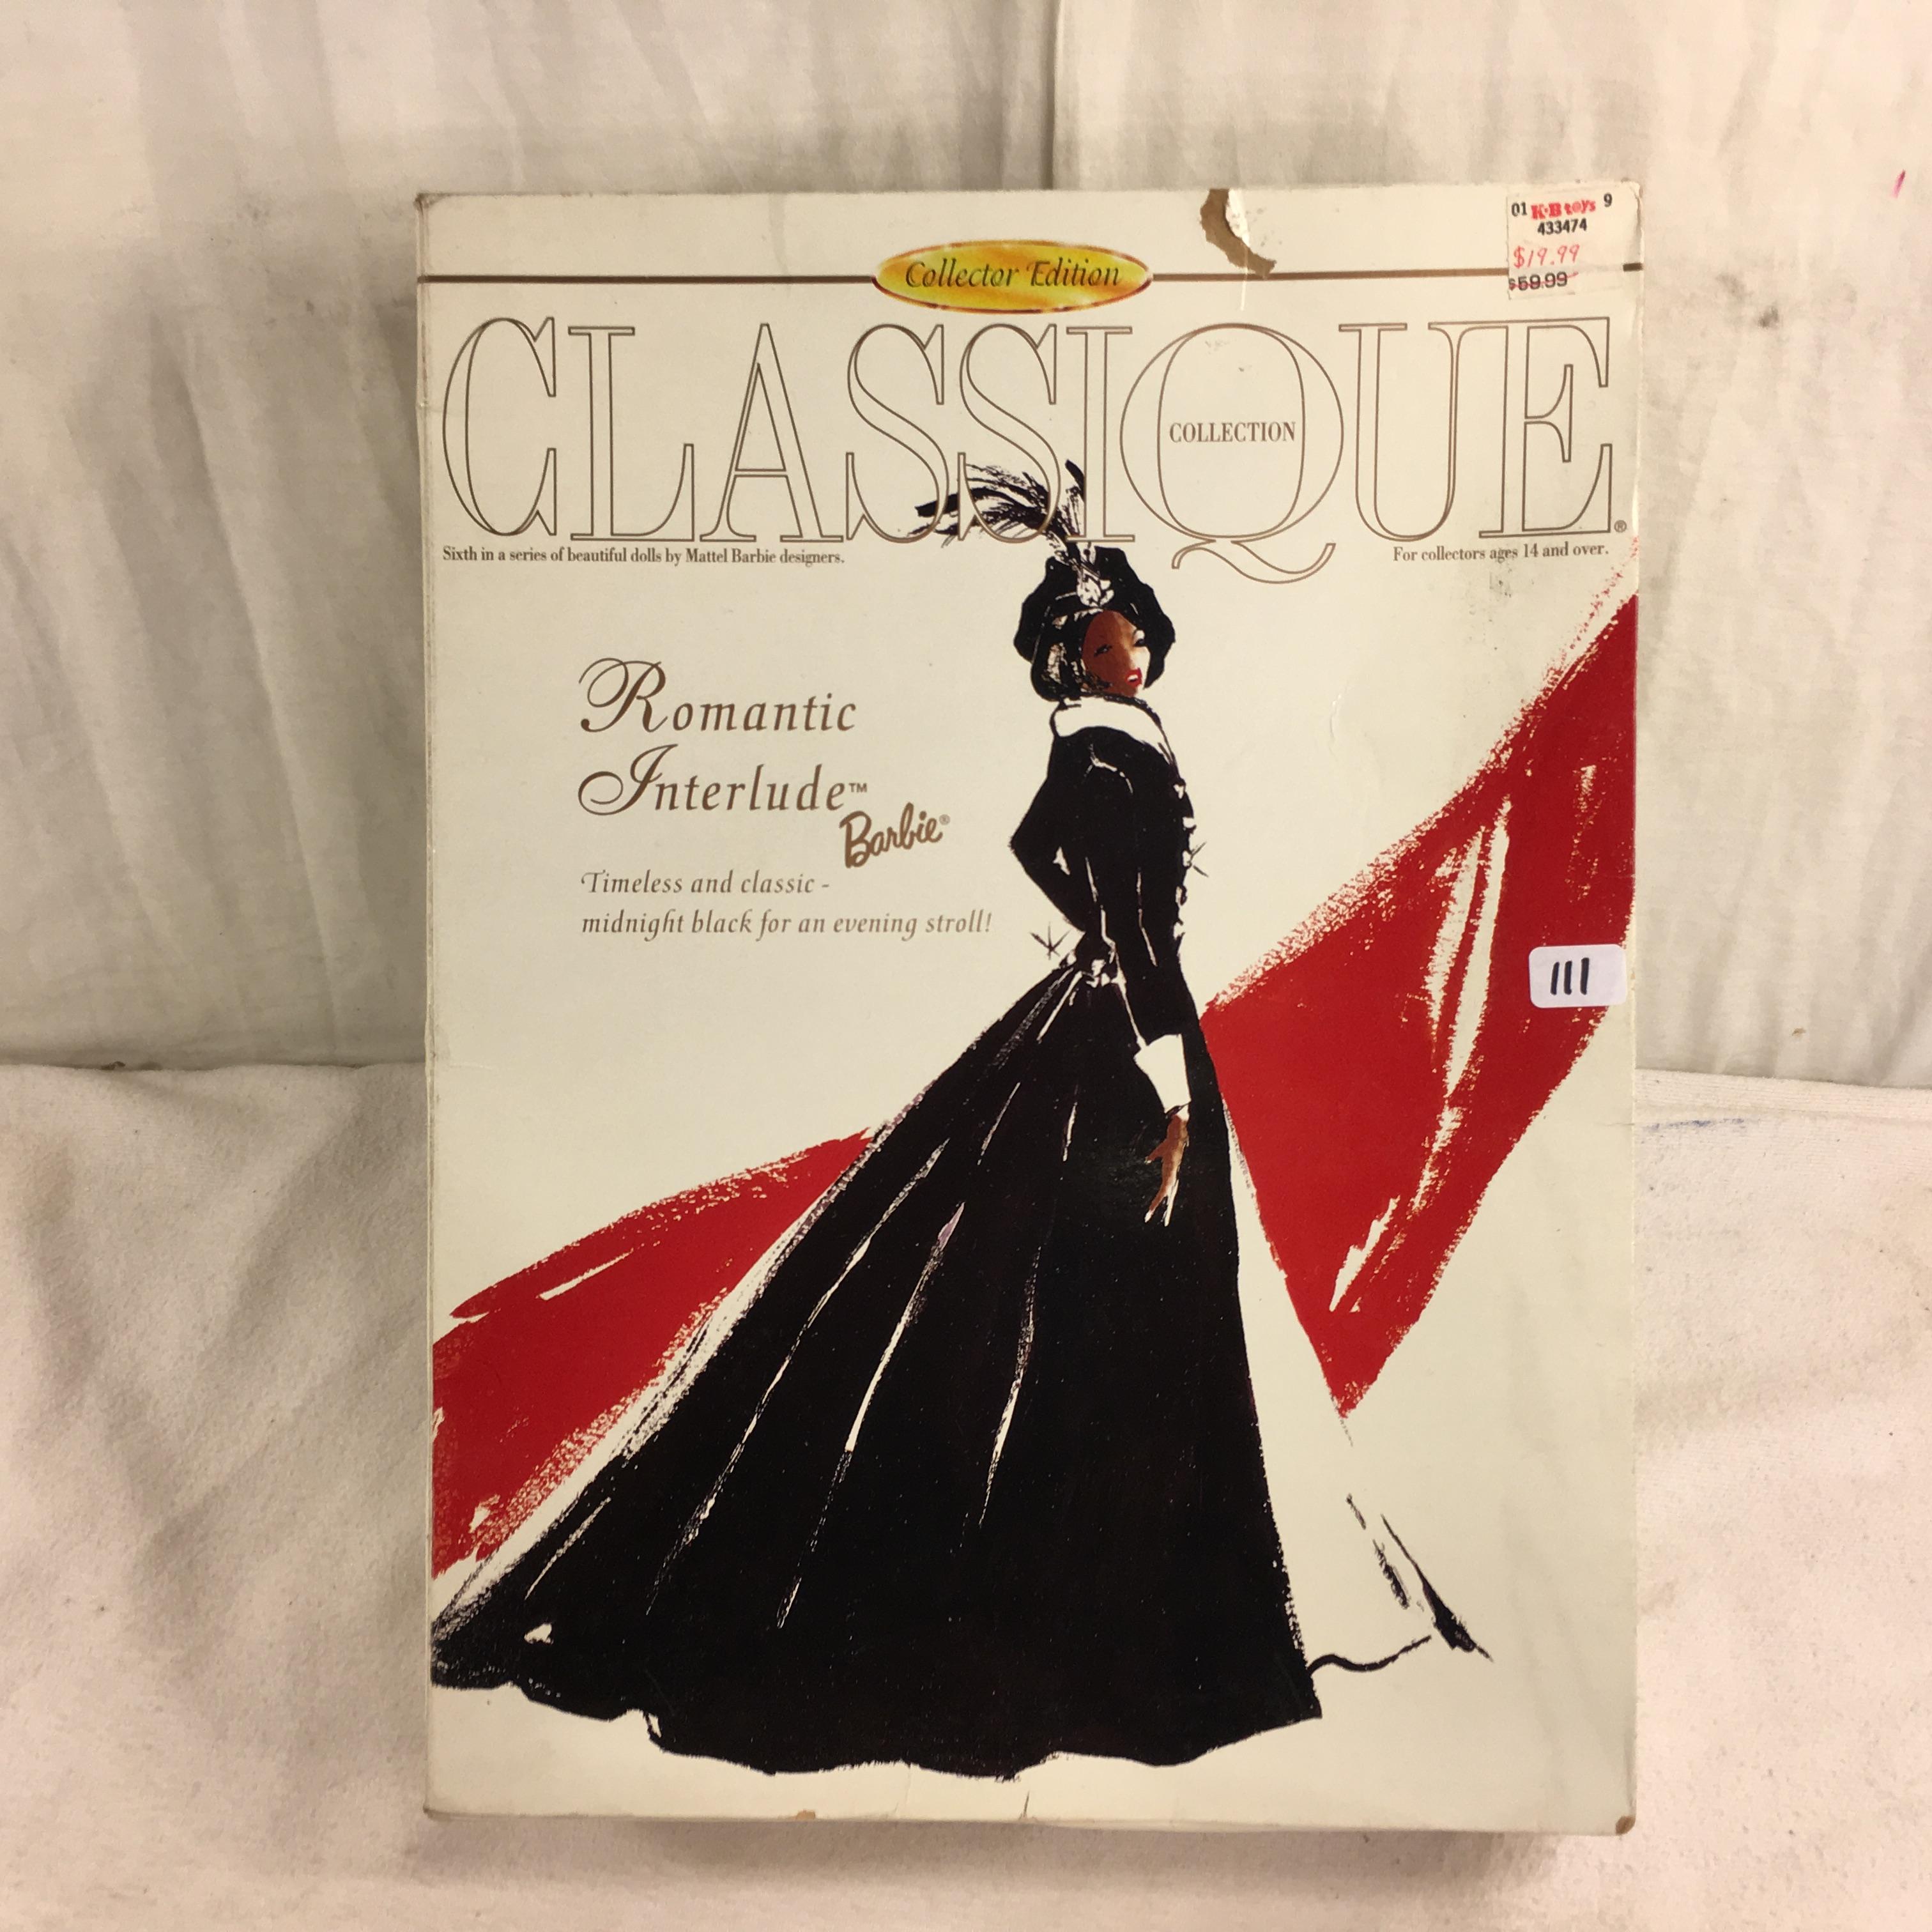 01 K·B toys 9
433474
$19.99
$59.99
Collector Edition
CLASSIQUE
COLLECTION
®
Sixth in a series of beautiful dolls by Mattel Barbie designers.
For collectors ages 14 and over.
Romantic
Interlude™
Barbie®
Timeless and classic -
midnight black for an evening stroll!
111